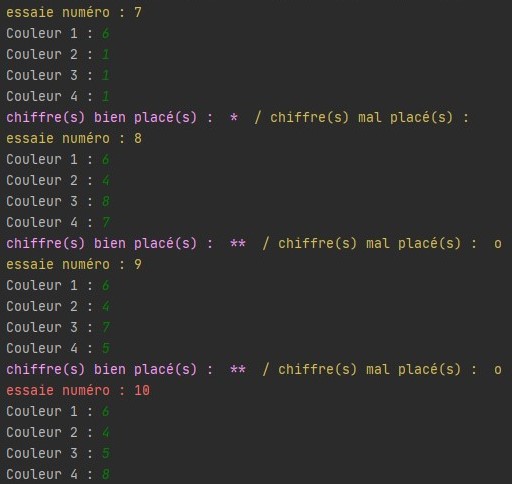 essaie numéro : 7
Couleur 1 : 6
Couleur 2 : 1
Couleur 3 : 1
Couleur 4 : 1
chiffre(s) bien placé(s) :  *  / chiffre(s) mal placé(s) :
essaie numéro : 8
Couleur 1 : 6
Couleur 2 : 4
Couleur 3 : 8
Couleur 4 : 7
chiffre(s) bien placé(s) :  **  / chiffre(s) mal placé(s) :  o
essaie numéro : 9
Couleur 1 : 6
Couleur 2 : 4
Couleur 3 : 7
Couleur 4 : 5
chiffre(s) bien placé(s) :  **  / chiffre(s) mal placé(s) :  o
essaie numéro : 10
Couleur 1 : 6
Couleur 2 : 4
Couleur 3 : 5
Couleur 4 : 8